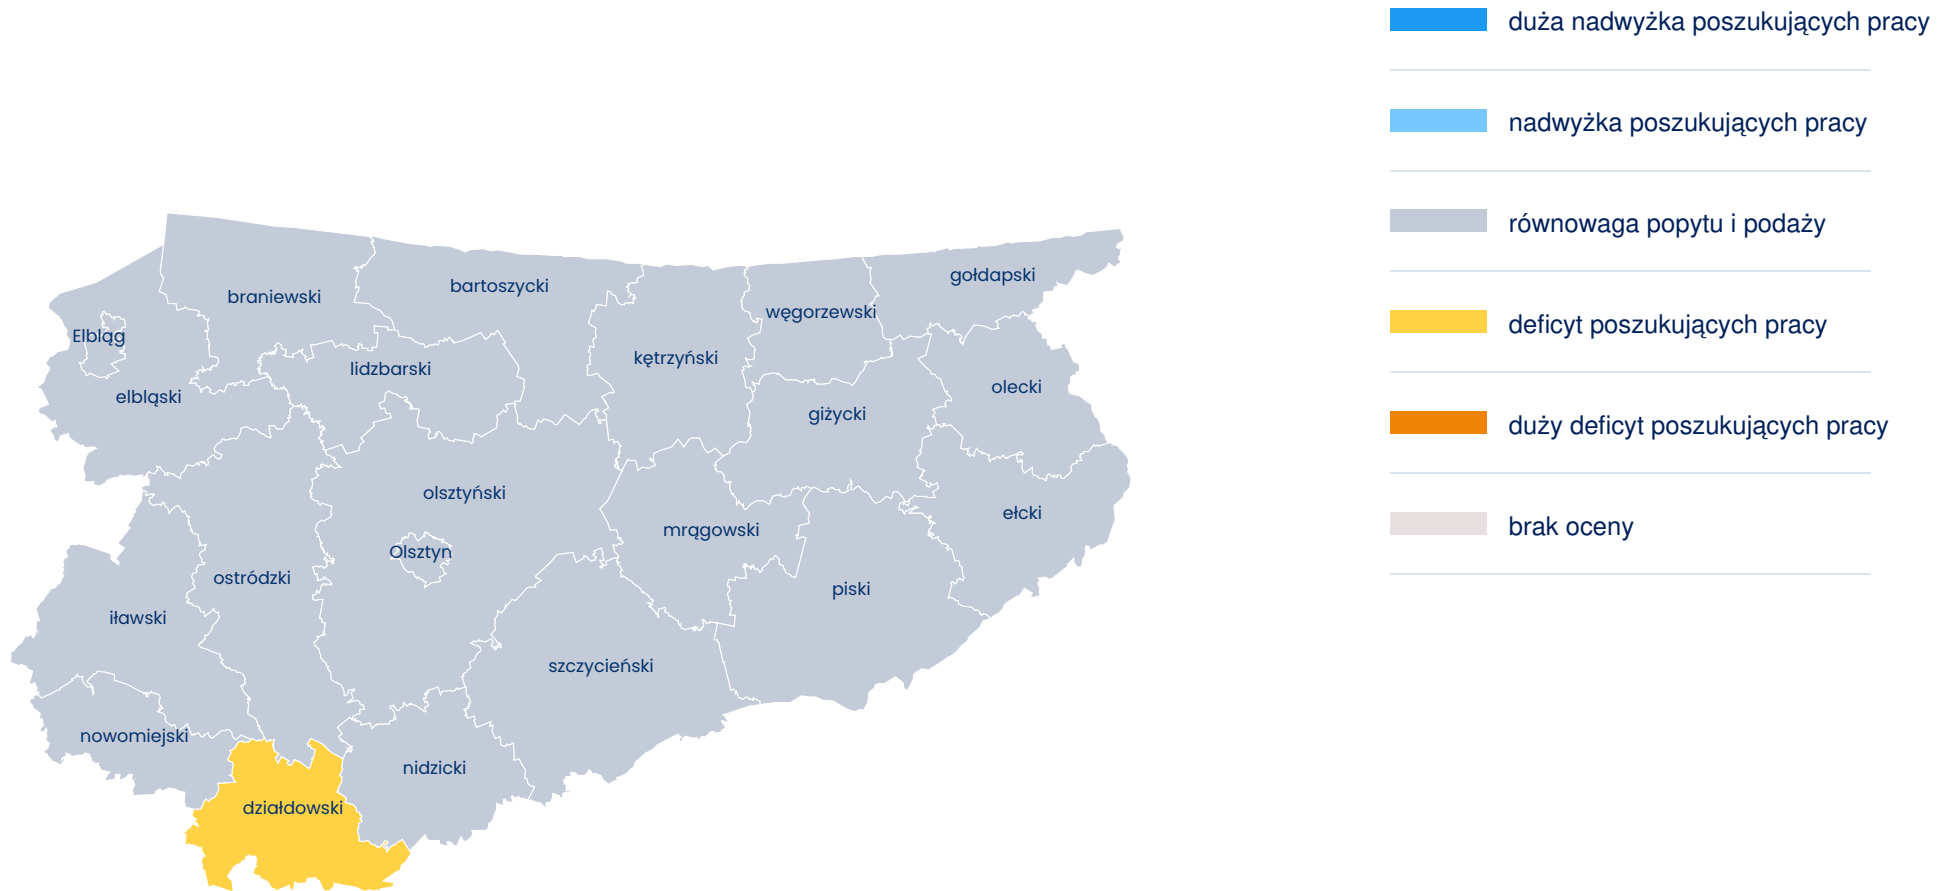 duża nadwyżka poszukujących pracy
nadwyżka poszukujących pracy
równowaga popytu i podaży
deficyt poszukujących pracy
duży deficyt poszukujących pracy
brak oceny
gołdapski
bartoszycki
braniewski
węgorzewski
Elbląg
kętrzyński
lidzbarski
olecki
elbląski
giżycki
olsztyński
ełcki
mrągowski
Olsztyn
ostródzki
piski
iławski
szczycieński
nowomiejski
nidzicki
działdowski